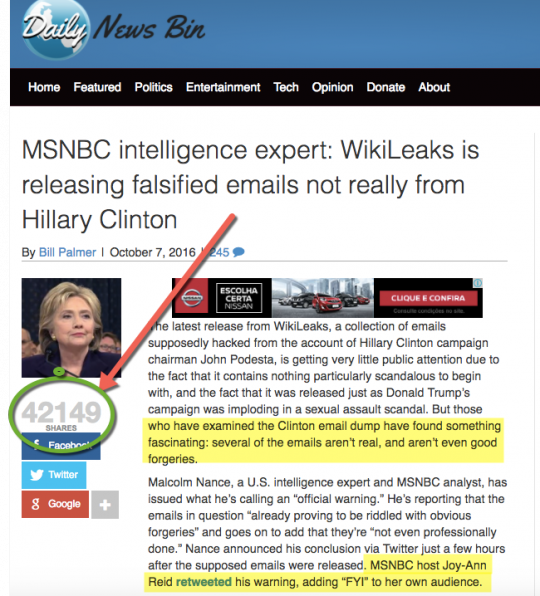 Daily News Bin
Home Featured Politics Entertainment Tech Opinion Donate About
MSNBC intelligence expert: WikiLeaks is
releasing falsified emails not really from
Hillary Clinton
By Bill Palmer | October 7, 2016 | 245
NISSAN
ESCOLHA
CERTA
NISSAN
CLIQUE E CONFIRA
Consulte condições no site.
The latest release from WikiLeaks, a collection of emails
supposedly hacked from the account of Hillary Clinton campaign
chairman John Podesta, is getting very little public attention due to
the fact that it contains nothing particularly scandalous to begin
with, and the fact that it was released just as Donald Trump's
campaign was imploding in a sexual assault scandal. But those
who have examined the Clinton email dump have found something
fascinating: several of the emails aren't real, and aren't even good
forgeries.
42149
SHARES
f Facebook
Twitter
g Google
+
Malcolm Nance, a U.S. intelligence expert and MSNBC analyst, has
issued what he's calling an "official warning." He's reporting that the
emails in question "already proving to be riddled with obvious
forgeries" and goes on to add that they're "not even professionally
done." Nance announced his conclusion via Twitter just a few hours
after the supposed emails were released. MSNBC host Joy-Ann
Reid retweeted his warning, adding "FYI" to her own audience.